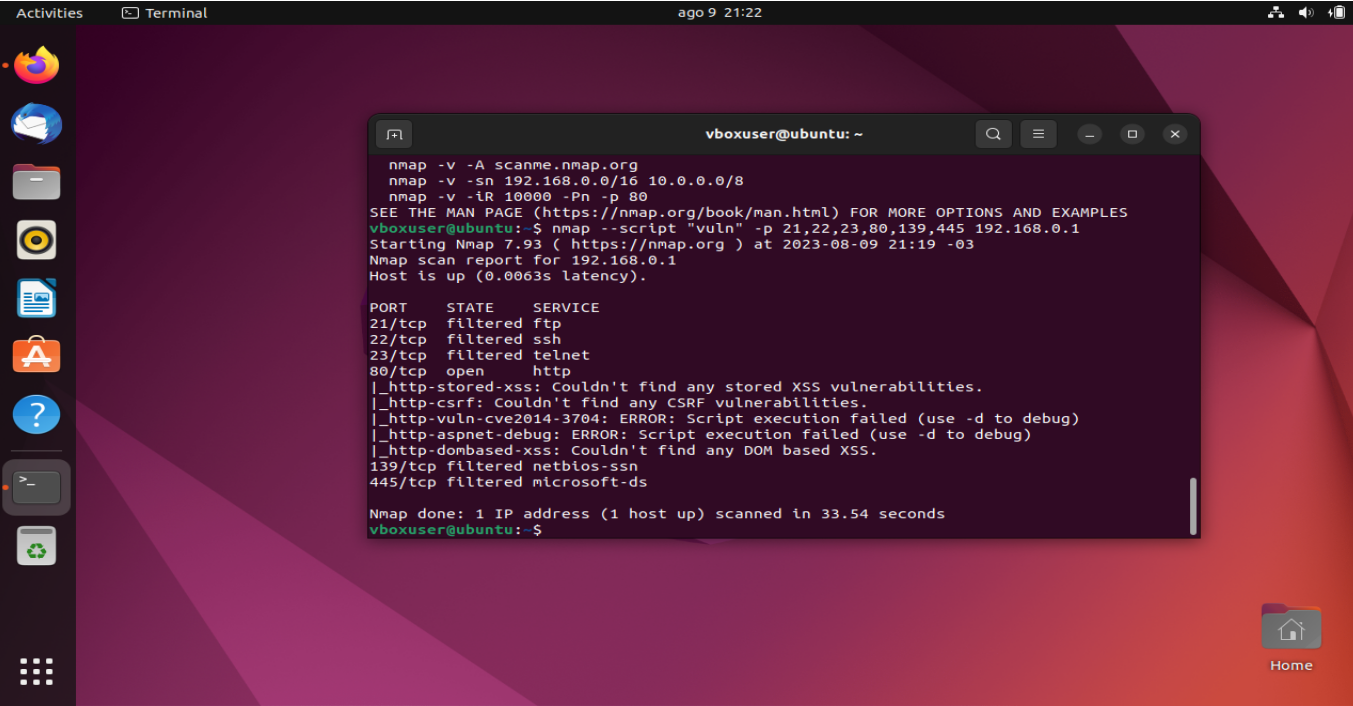 Activities
Terminal
ago 9 21:22
vboxuser@ubuntu: ~
nmap -v -A scanme.nmap.org
nmap -v -sn 192.168.0.0/16 10.0.0.0/8
nmap -v -iR 10000 -Pn -p 80
SEE THE MAN PAGE (https://nmap.org/book/man.html) FOR MORE OPTIONS AND EXAMPLES
vboxuser@ubuntu:~$ nmap --script "vuln" -p 21,22,23,80,139,445 192.168.0.1
Starting Nmap 7.93 ( https://nmap.org ) at 2023-08-09 21:19 -03
Nmap scan report for 192.168.0.1
Host is up (0.0063s latency).
PORT    STATE    SERVICE
21/tcp  filtered ftp
22/tcp  filtered ssh
23/tcp  filtered telnet
80/tcp  open     http
|_http-stored-xss: Couldn't find any stored XSS vulnerabilities.
|_http-csrf: Couldn't find any CSRF vulnerabilities.
|_http-vuln-cve2014-3704: ERROR: Script execution failed (use -d to debug)
|_http-aspnet-debug: ERROR: Script execution failed (use -d to debug)
|_http-dombased-xss: Couldn't find any DOM based XSS.
139/tcp filtered netbios-ssn
445/tcp filtered microsoft-ds
Nmap done: 1 IP address (1 host up) scanned in 33.54 seconds
vboxuser@ubuntu:~$
Home